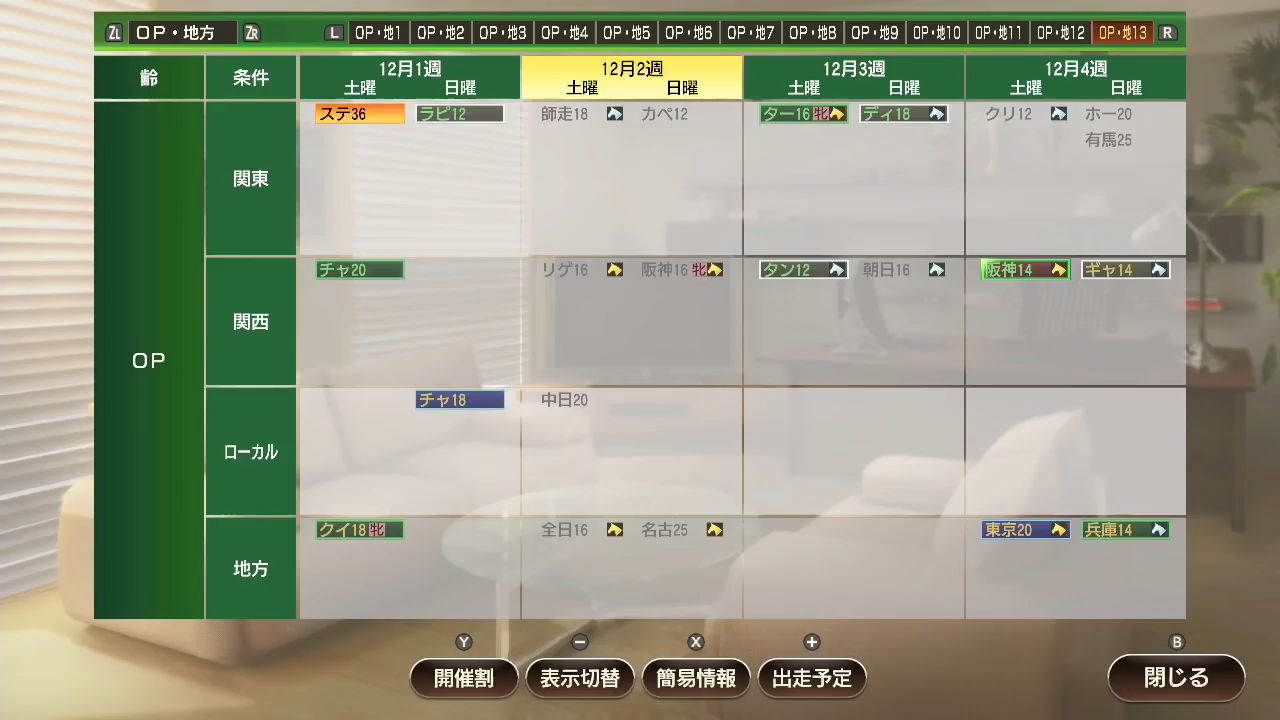 ZL OP・地方 ZR L OP・地1 OP・地2 OP・地3 OP・地4 OP・地5 OP・地6 OP・地7 OP・地8 OP・地9 OP・地10 OP・地11 OP・地12 OP・地13 R
齢 条件 12月1週 12月2週 12月3週 12月4週
土曜 日曜 土曜 日曜 土曜 日曜 土曜 日曜
ステ36 ラピ12 師走18 カペ12 ター16牝 ディ18 クリ12 ホー20
有馬25
関東
チャ20 リゲ16 阪神16牝 タン12 朝日16 阪神14 ギャ14
関西
OP
チャ18 中日20
ローカル
クイ18牝 全日16 名古25 東京20 兵庫14
地方
Y − X + B
開催割 表示切替 簡易情報 出走予定 閉じる